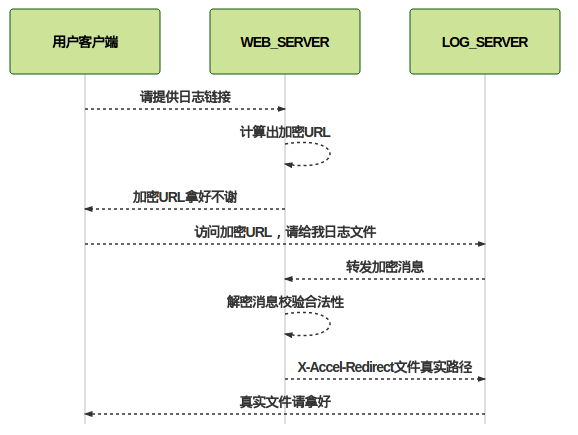 用户客户端
WEB_SERVER
LOG_SERVER
请提供日志链接
计算出加密URL
加密URL拿好不谢
访问加密URL，请给我日志文件
转发加密消息
解密消息校验合法性
X-Accel-Redirect文件真实路径
真实文件请拿好